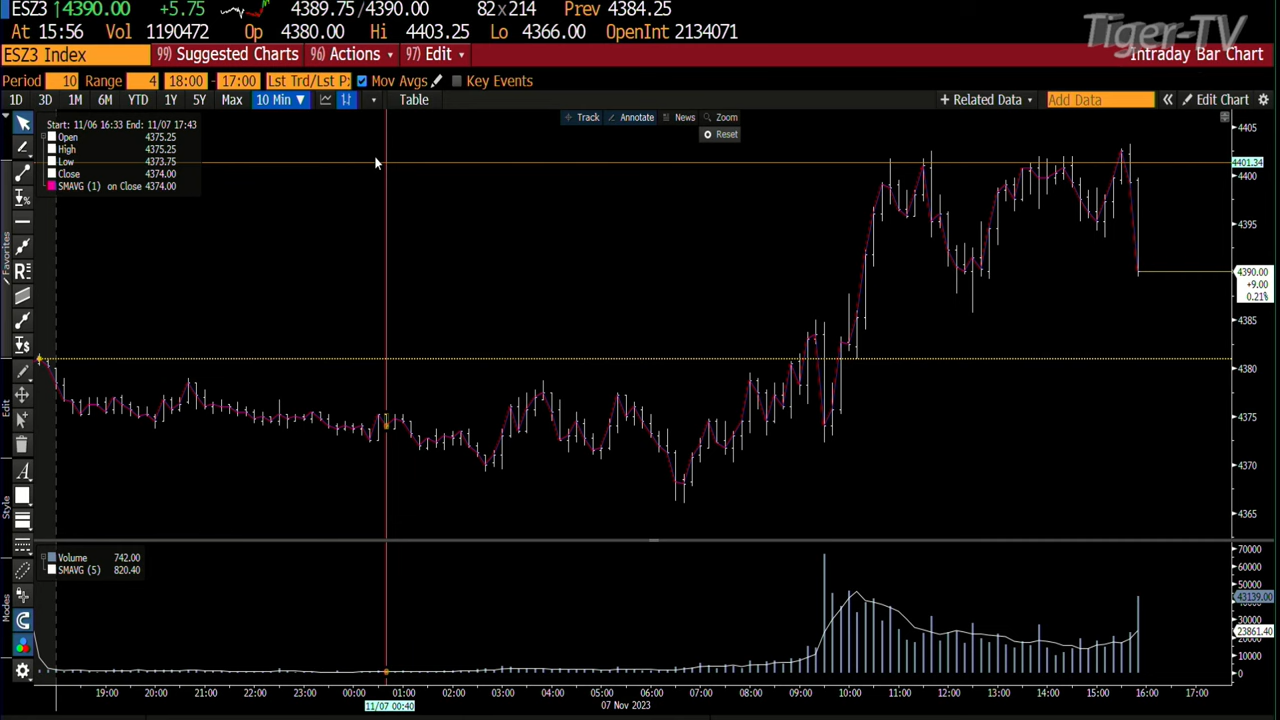 ESZ3 ↑4390.00 +5.75 4389.75/4390.00 82x214 Prev 4384.25
At 15:56 Vol 1190472 Op 4380.00 Hi 4403.25 Lo 4366.00 OpenInt 2134071
Tiger-TV
ESZ3 Index 99) Suggested Charts 96) Actions 97) Edit Intraday Bar Chart
Period 10 Range 4 18:00 - 17:00 Lst Trd/Lst P Mov Avgs Key Events
1D 3D 1M 6M YTD 1Y 5Y Max 10 Min ▼ Table + Related Data Add Data « Edit Chart
Track Annotate News Zoom
Reset
Start: 11/06 16:33 End: 11/07 17:43
Open 4375.25
High 4375.25
Low 4373.75
Close 4374.00
SMAVG (1) on Close 4374.00
Favorites
Edit
Style
Modes
4405
4401.34
4400
4395
4390.00
+9.00
0.21%
4385
4380
4375
4370
4365
Volume 742.00
SMAVG (5) 820.40
70000
60000
50000
43139.00
30000
23861.40
10000
0
19:00 20:00 21:00 22:00 23:00 00:00 01:00 02:00 03:00 04:00 05:00 06:00 07:00 08:00 09:00 10:00 11:00 12:00 13:00 14:00 15:00 16:00 17:00
11/07 00:40
07 Nov 2023